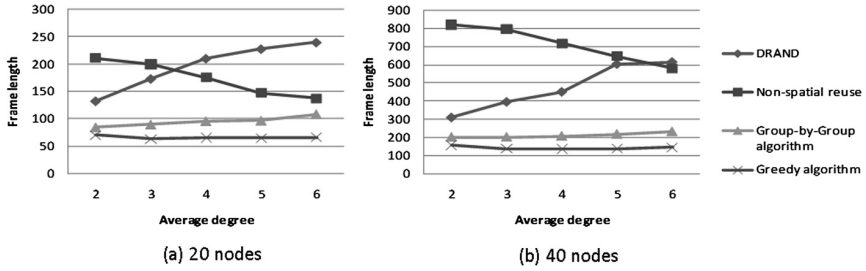 300
250
200
150
100
50
0
Frame length
2 3 4 5 6
Average degree
(a) 20 nodes
900
800
700
600
500
400
300
200
100
0
Frame length
2 3 4 5 6
Average degree
(b) 40 nodes
DRAND
Non-spatial reuse
Group-by-Group
algorithm
Greedy algorithm